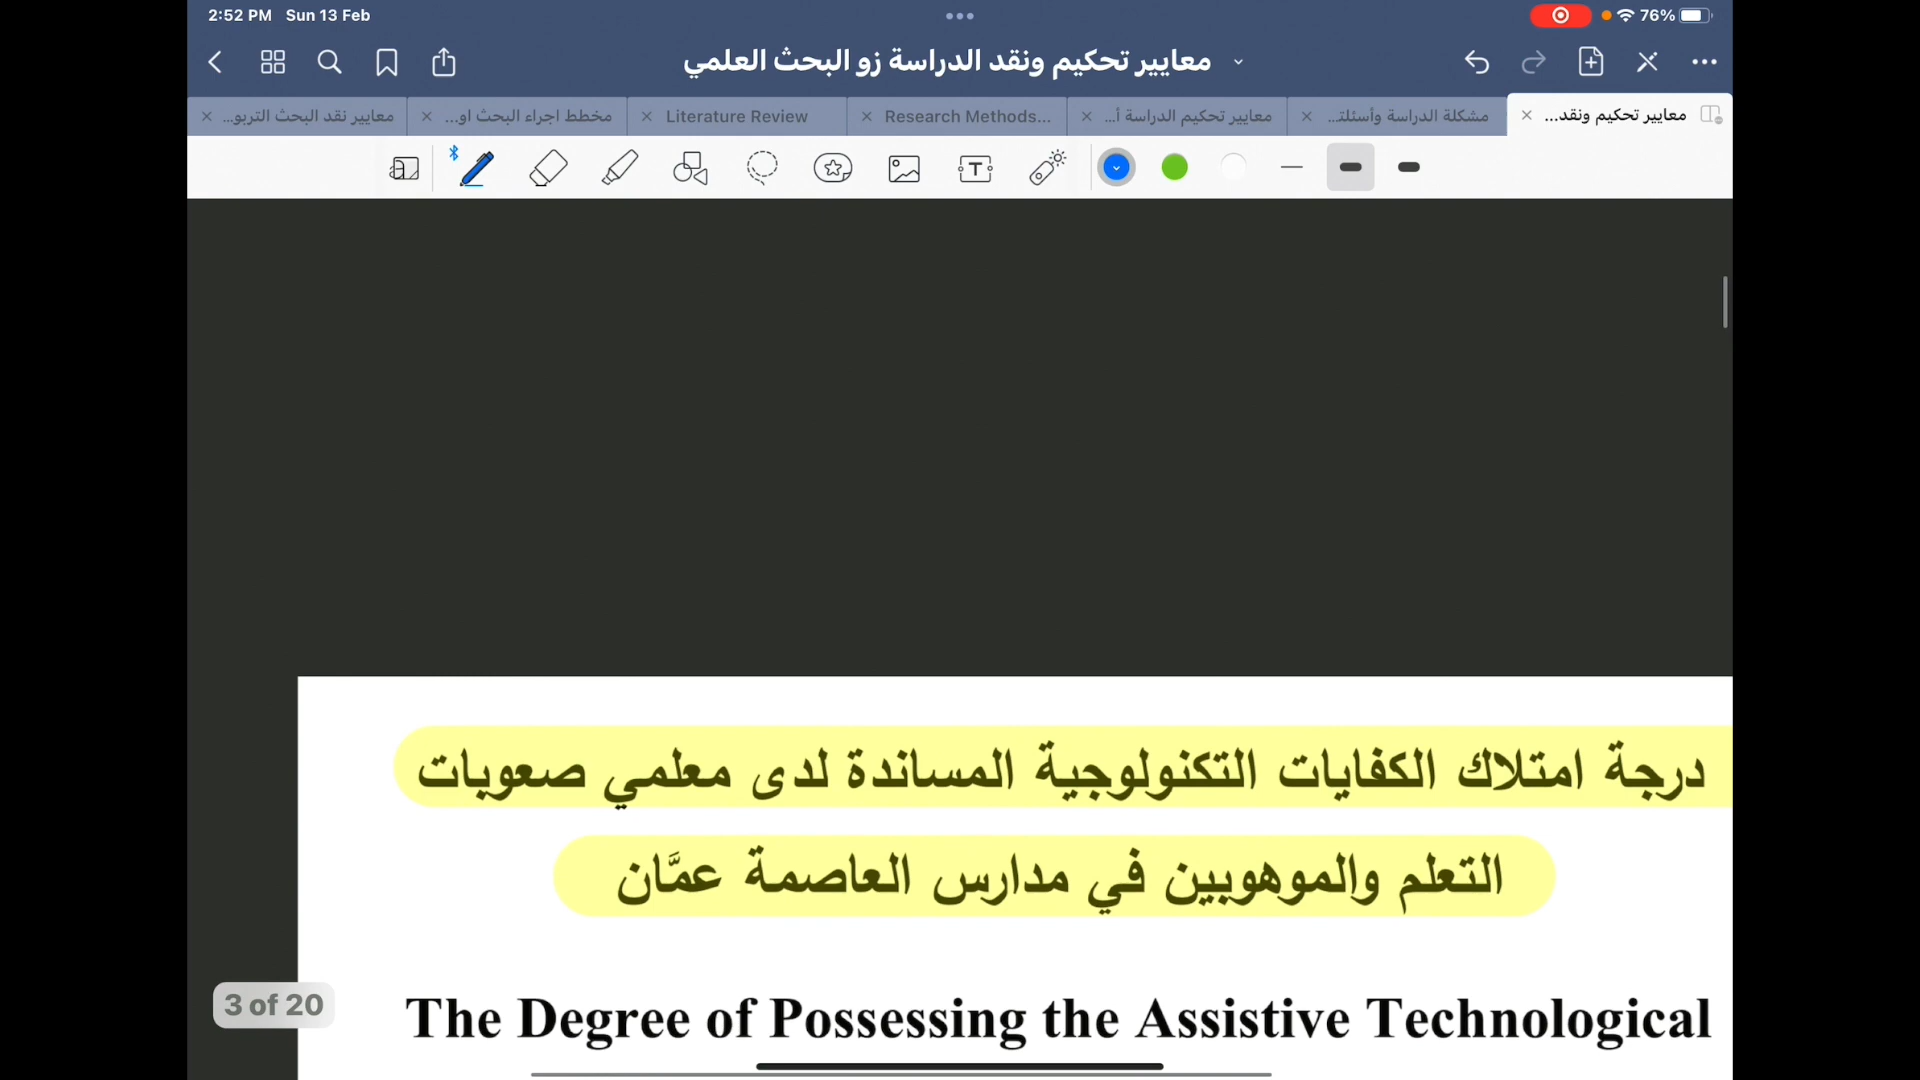 2:52 PM Sun 13 Feb
76%
معايير تحكيم ونقد الدراسة زو البحث العلمي
معايير نقد البحث التربو...
مخطط اجراء البحث او...
Literature Review
Research Methods...
معايير تحكيم الدراسة أ...
مشكلة الدراسة وأسئلتـ...
معايير تحكيم ونقد...
درجة امتلاك الكفايات التكنولوجية المساندة لدى معلمي صعوبات
التعلم والموهوبين في مدارس العاصمة عمَّان
3 of 20
The Degree of Possessing the Assistive Technological